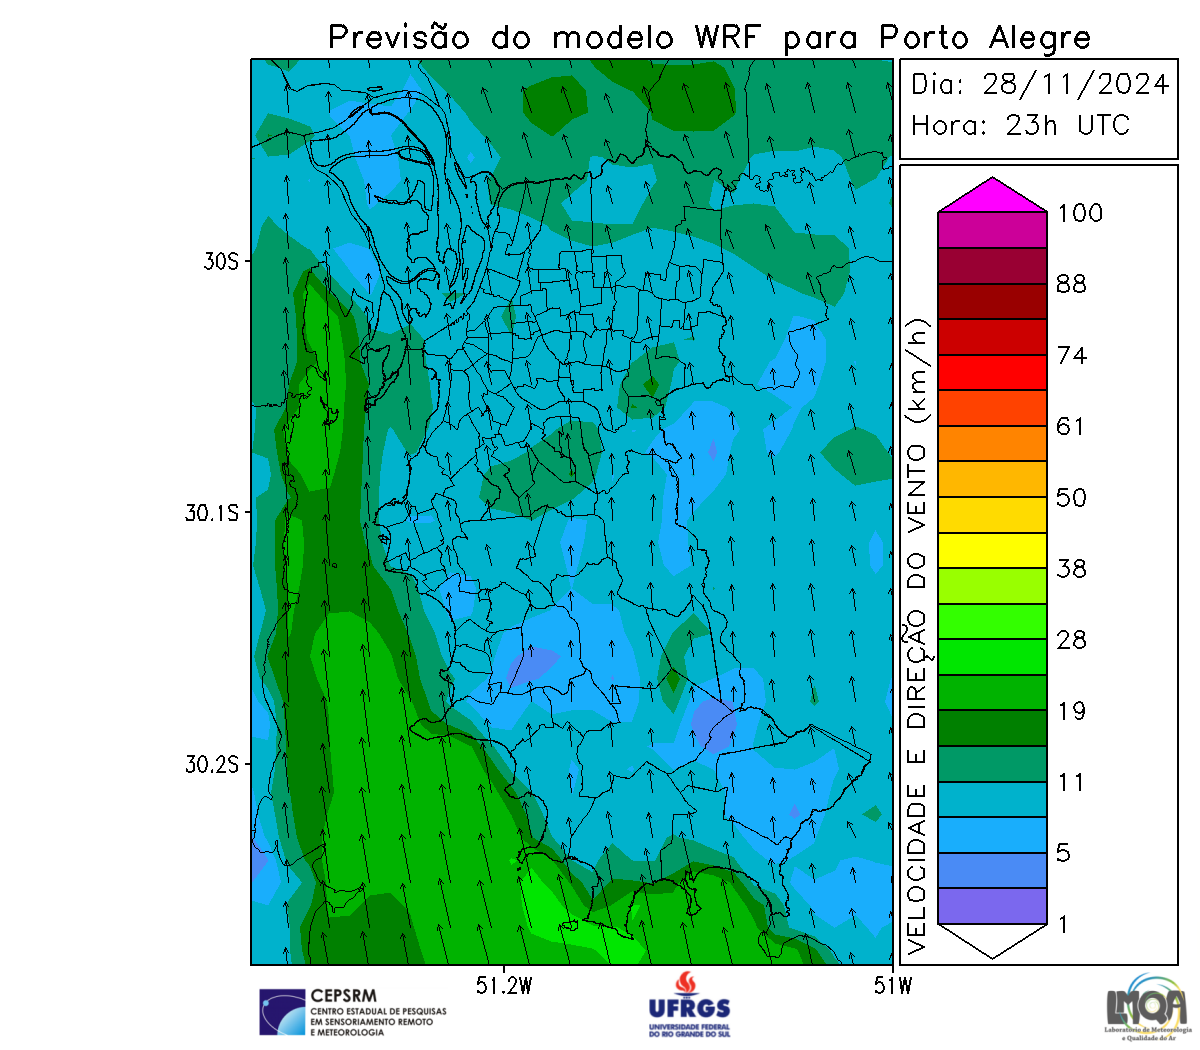 Previsão do modelo WRF para Porto Alegre
Dia: 28/11/2024
Hora: 23h UTC
100
88
74
61
50
38
28
19
11
5
1
VELOCIDADE E DIREÇÃO DO VENTO (km/h)
30S
30.1S
30.2S
51.2W
51W
CEPSRM
CENTRO ESTADUAL DE PESQUISAS
EM SENSORIAMENTO REMOTO
E METEOROLOGIA
UFRGS
UNIVERSIDADE FEDERAL
DO RIO GRANDE DO SUL
LMQA
Laboratório de Meteorologia
e Qualidade do Ar